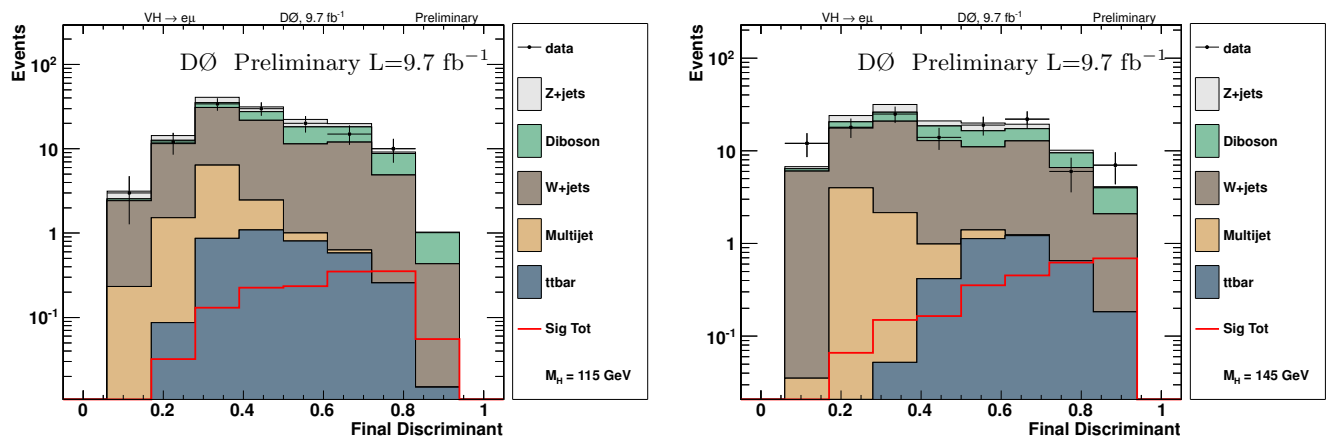 VH → eμ DØ, 9.7 fb⁻¹ Preliminary
DØ Preliminary L=9.7 fb⁻¹
Events
10²
10
1
10⁻¹
0 0.2 0.4 0.6 0.8 1
Final Discriminant
data
Z+jets
Diboson
W+jets
Multijet
ttbar
Sig Tot
M_H = 115 GeV
VH → eμ DØ, 9.7 fb⁻¹ Preliminary
DØ Preliminary L=9.7 fb⁻¹
Events
10²
10
1
10⁻¹
0 0.2 0.4 0.6 0.8 1
Final Discriminant
data
Z+jets
Diboson
W+jets
Multijet
ttbar
Sig Tot
M_H = 145 GeV